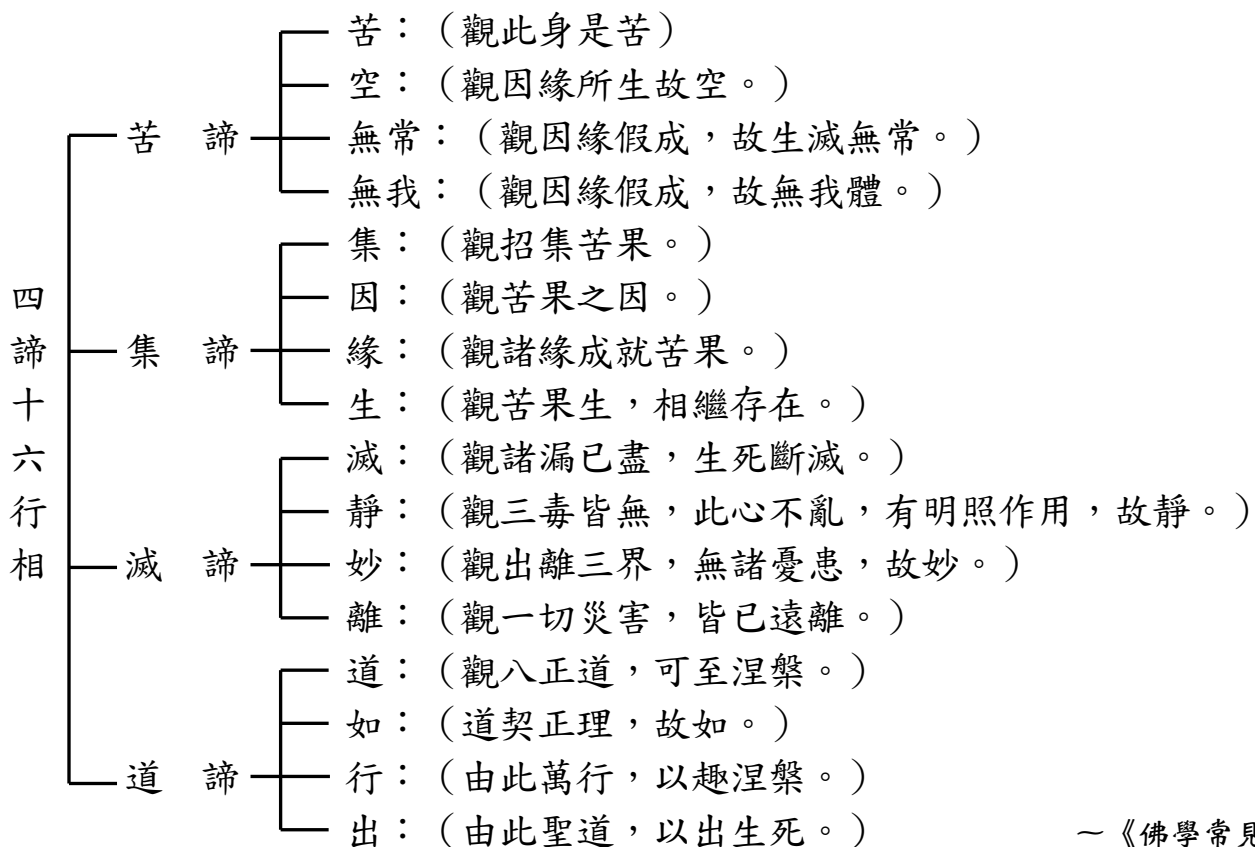 四諦十六行相
苦諦
苦：（觀此身是苦）
空：（觀因緣所生故空。）
無常：（觀因緣假成，故生滅無常。）
無我：（觀因緣假成，故無我體。）
集諦
集：（觀招集苦果。）
因：（觀苦果之因。）
緣：（觀諸緣成就苦果。）
生：（觀苦果生，相繼存在。）
滅諦
滅：（觀諸漏已盡，生死斷滅。）
靜：（觀三毒皆無，此心不亂，有明照作用，故靜。）
妙：（觀出離三界，無諸憂患，故妙。）
離：（觀一切災害，皆已遠離。）
道諦
道：（觀八正道，可至涅槃。）
如：（道契正理，故如。）
行：（由此萬行，以趣涅槃。）
出：（由此聖道，以出生死。）
～《佛學常見